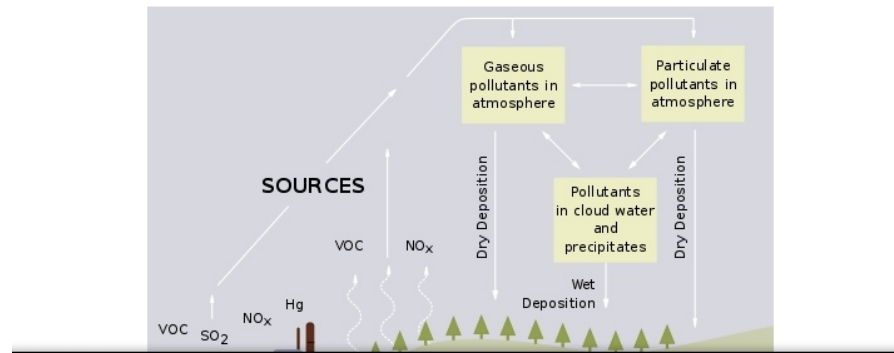 Gaseous
pollutants in
atmosphere
Particulate
pollutants in
atmosphere
SOURCES
Dry Deposition
Pollutants
in cloud water
and
precipitates
Dry Deposition
VOC
NOx
Wet
Deposition
VOC
SO2
NOx
Hg